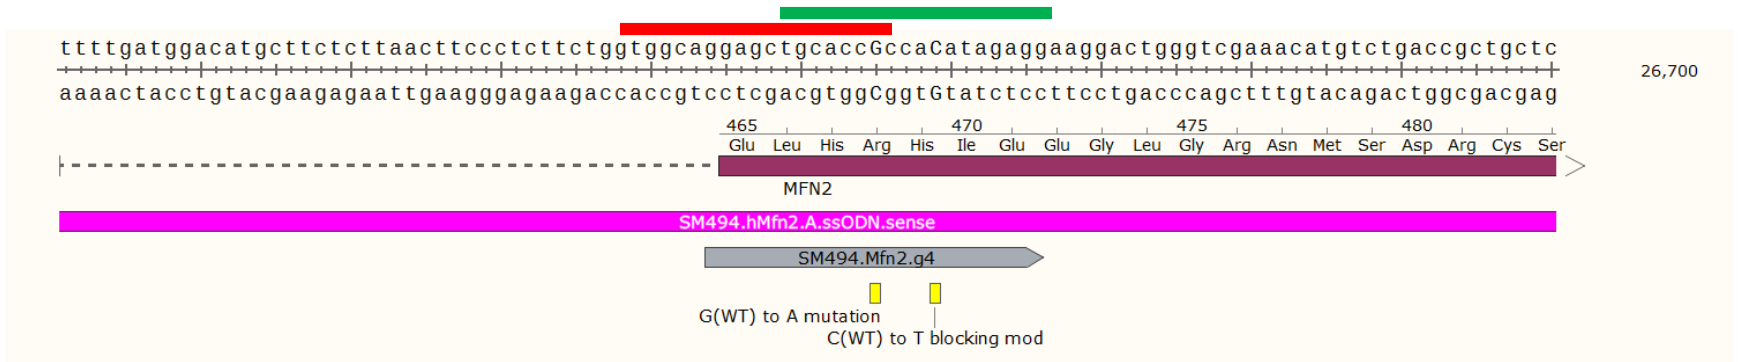 ttttgatggacatgcttctcttaacttccctcttctggtggcaggagctgcaccGccaCatagaggaaggactgggtcgaaacatgtctgaccgctgctc
26,700
aaaactacctgtacgaagagaattgaagggagaagaccaccgtcctcgacgtggCggtGtatctccttcctgacccagctttgtacagactggcgacgag
465 470 475 480
Glu Leu His Arg His Ile Glu Glu Gly Leu Gly Arg Asn Met Ser Asp Arg Cys Ser
MFN2
SM494.hMfn2.A.ssODN.sense
SM494.Mfn2.g4
G(WT) to A mutation
C(WT) to T blocking mod